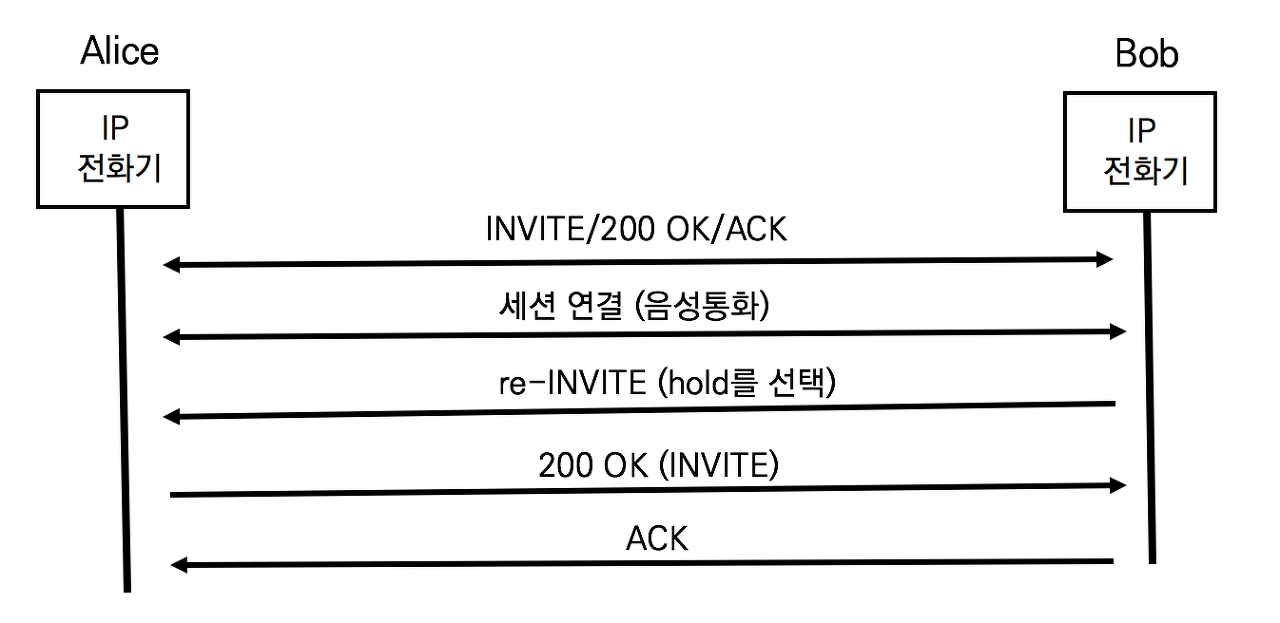 Alice
Bob
IP
전화기
IP
전화기
INVITE/200 OK/ACK
세션 연결 (음성통화)
re-INVITE (hold를 선택)
200 OK (INVITE)
ACK